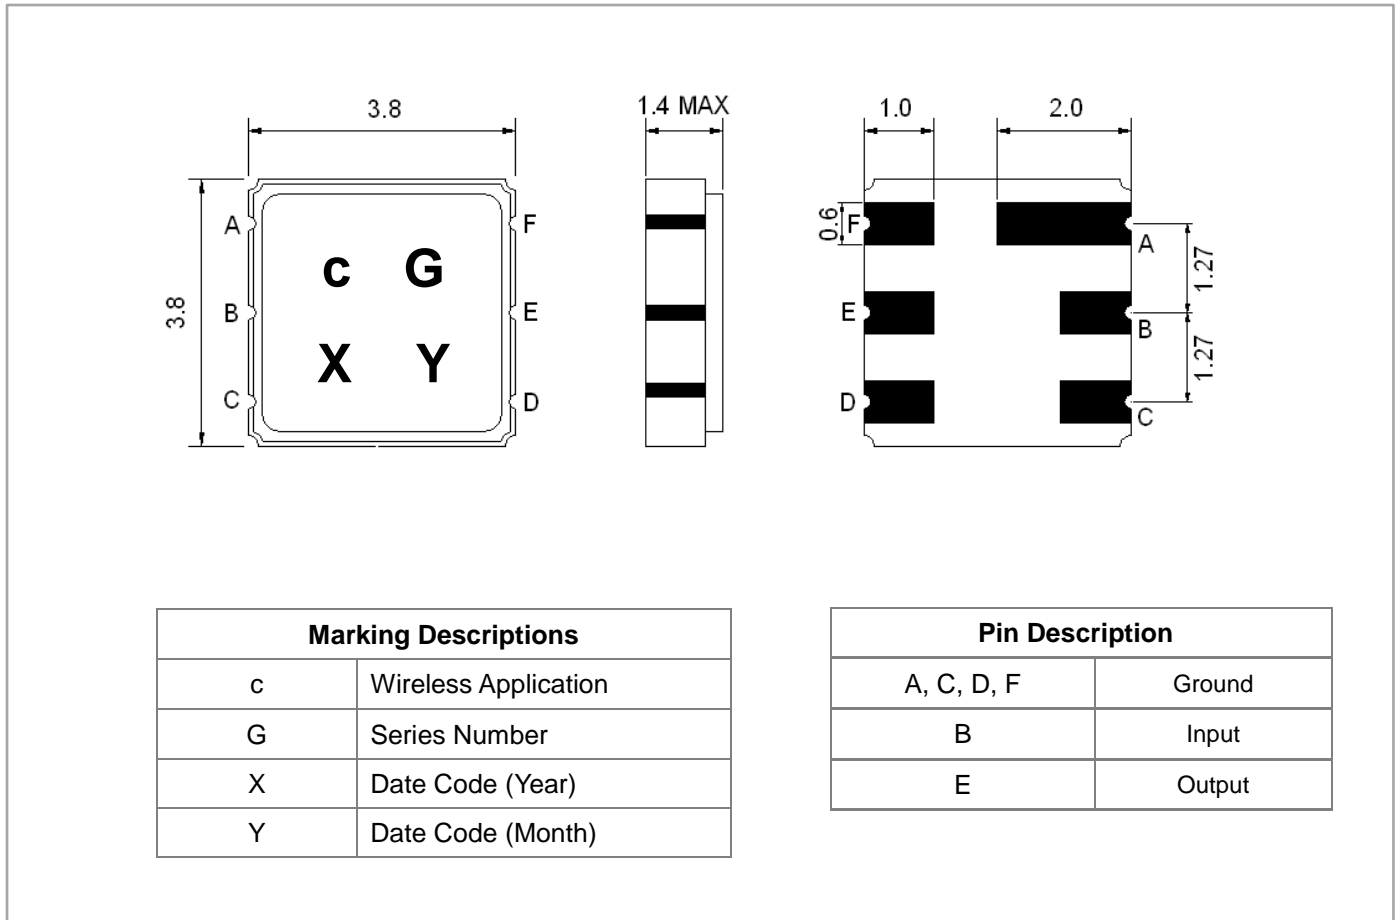 3.8
1.4 MAX
1.0
2.0
A
F
0.6
F
A
c G
1.27
3.8
B
E
E
B
X Y
1.27
C
D
D
C
Marking Descriptions
c Wireless Application
G Series Number
X Date Code (Year)
Y Date Code (Month)
Pin Description
A, C, D, F Ground
B Input
E Output